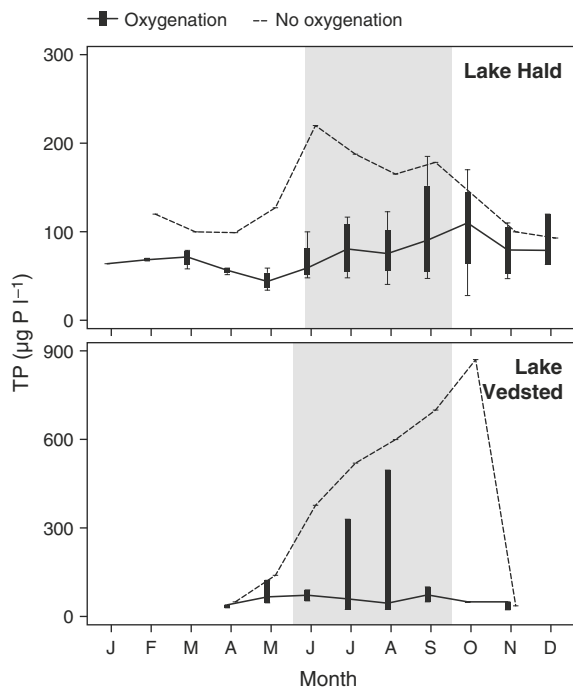 Oxygenation -- No oxygenation
Lake Hald
300
200
100
0
TP (µg P l⁻¹)
Lake
Vedsted
900
600
300
0
J F M A M J J A S O N D
Month